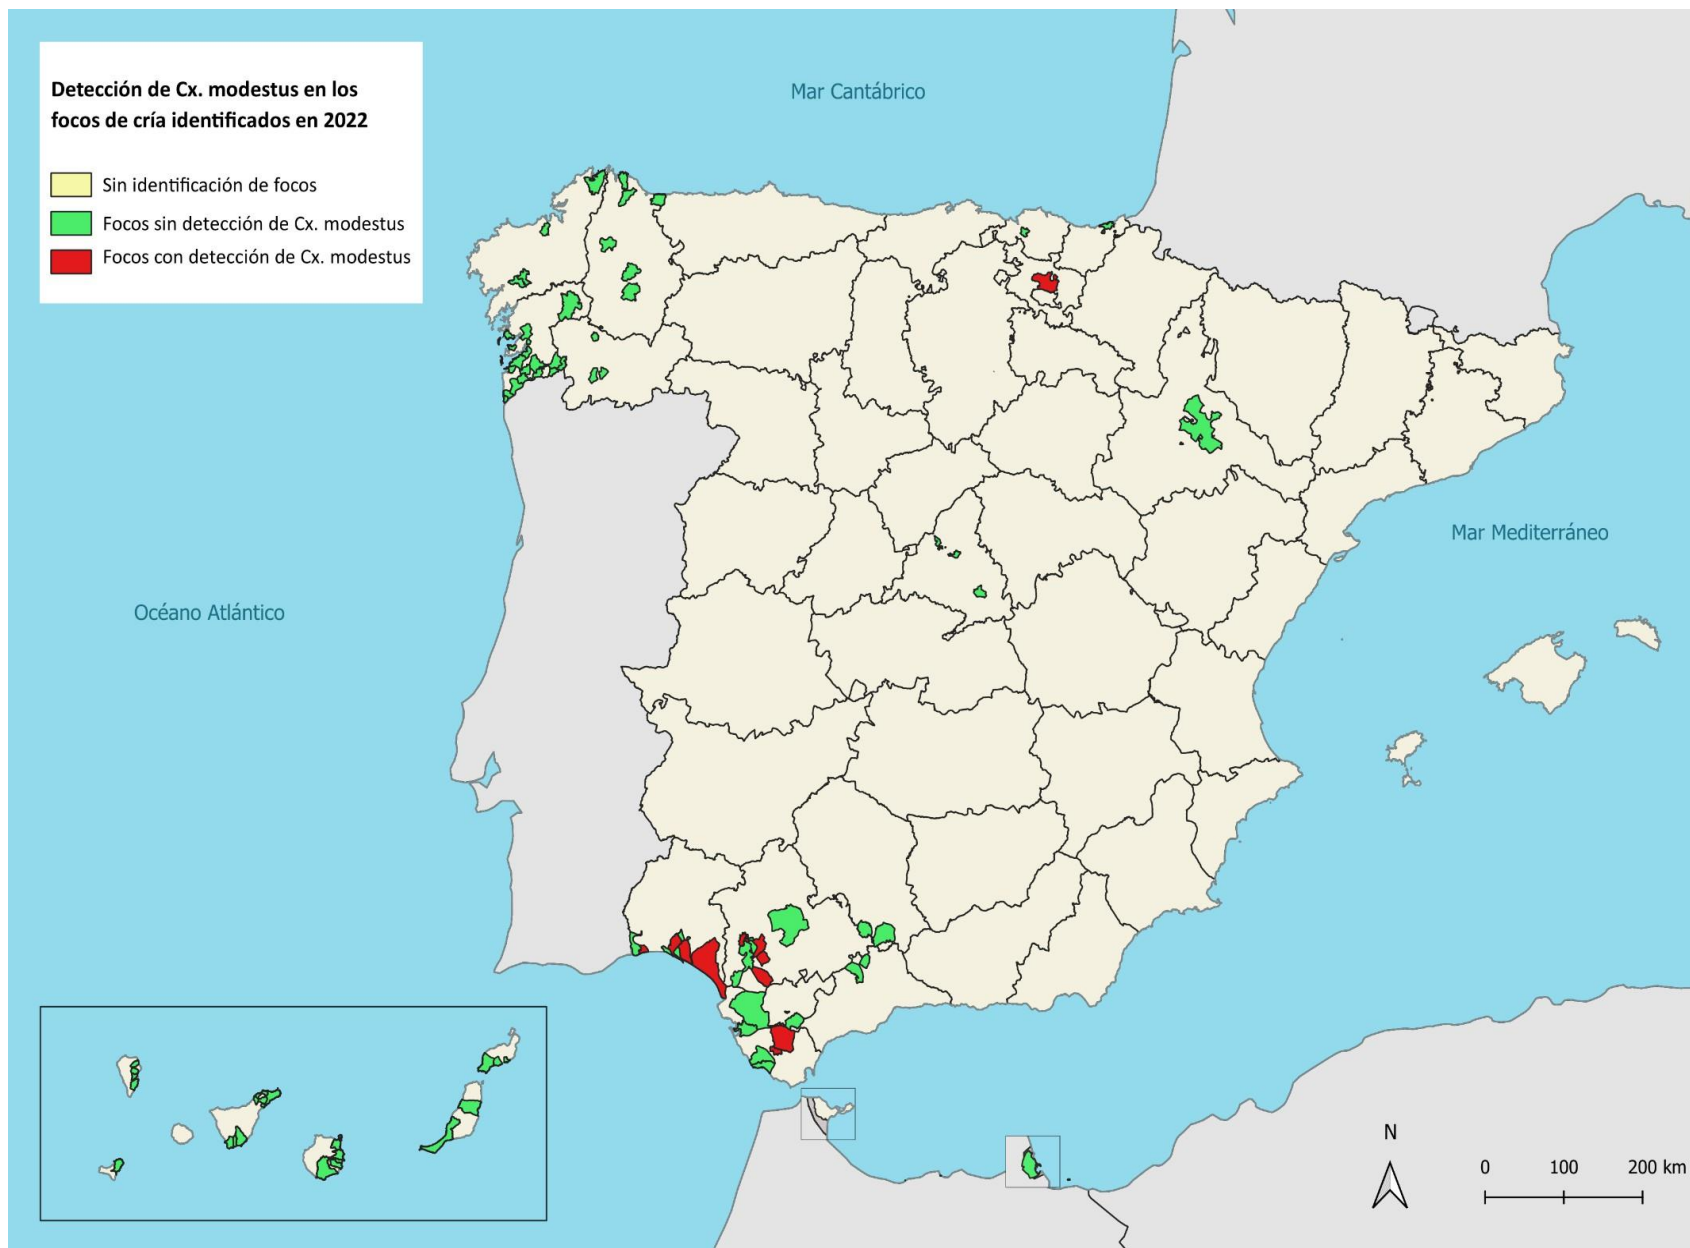 Detección de Cx. modestus en los
focos de cría identificados en 2022
Sin identificación de focos
Focos sin detección de Cx. modestus
Focos con detección de Cx. modestus
Mar Cantábrico
Mar Mediterráneo
Océano Atlántico
N
0 100 200 km